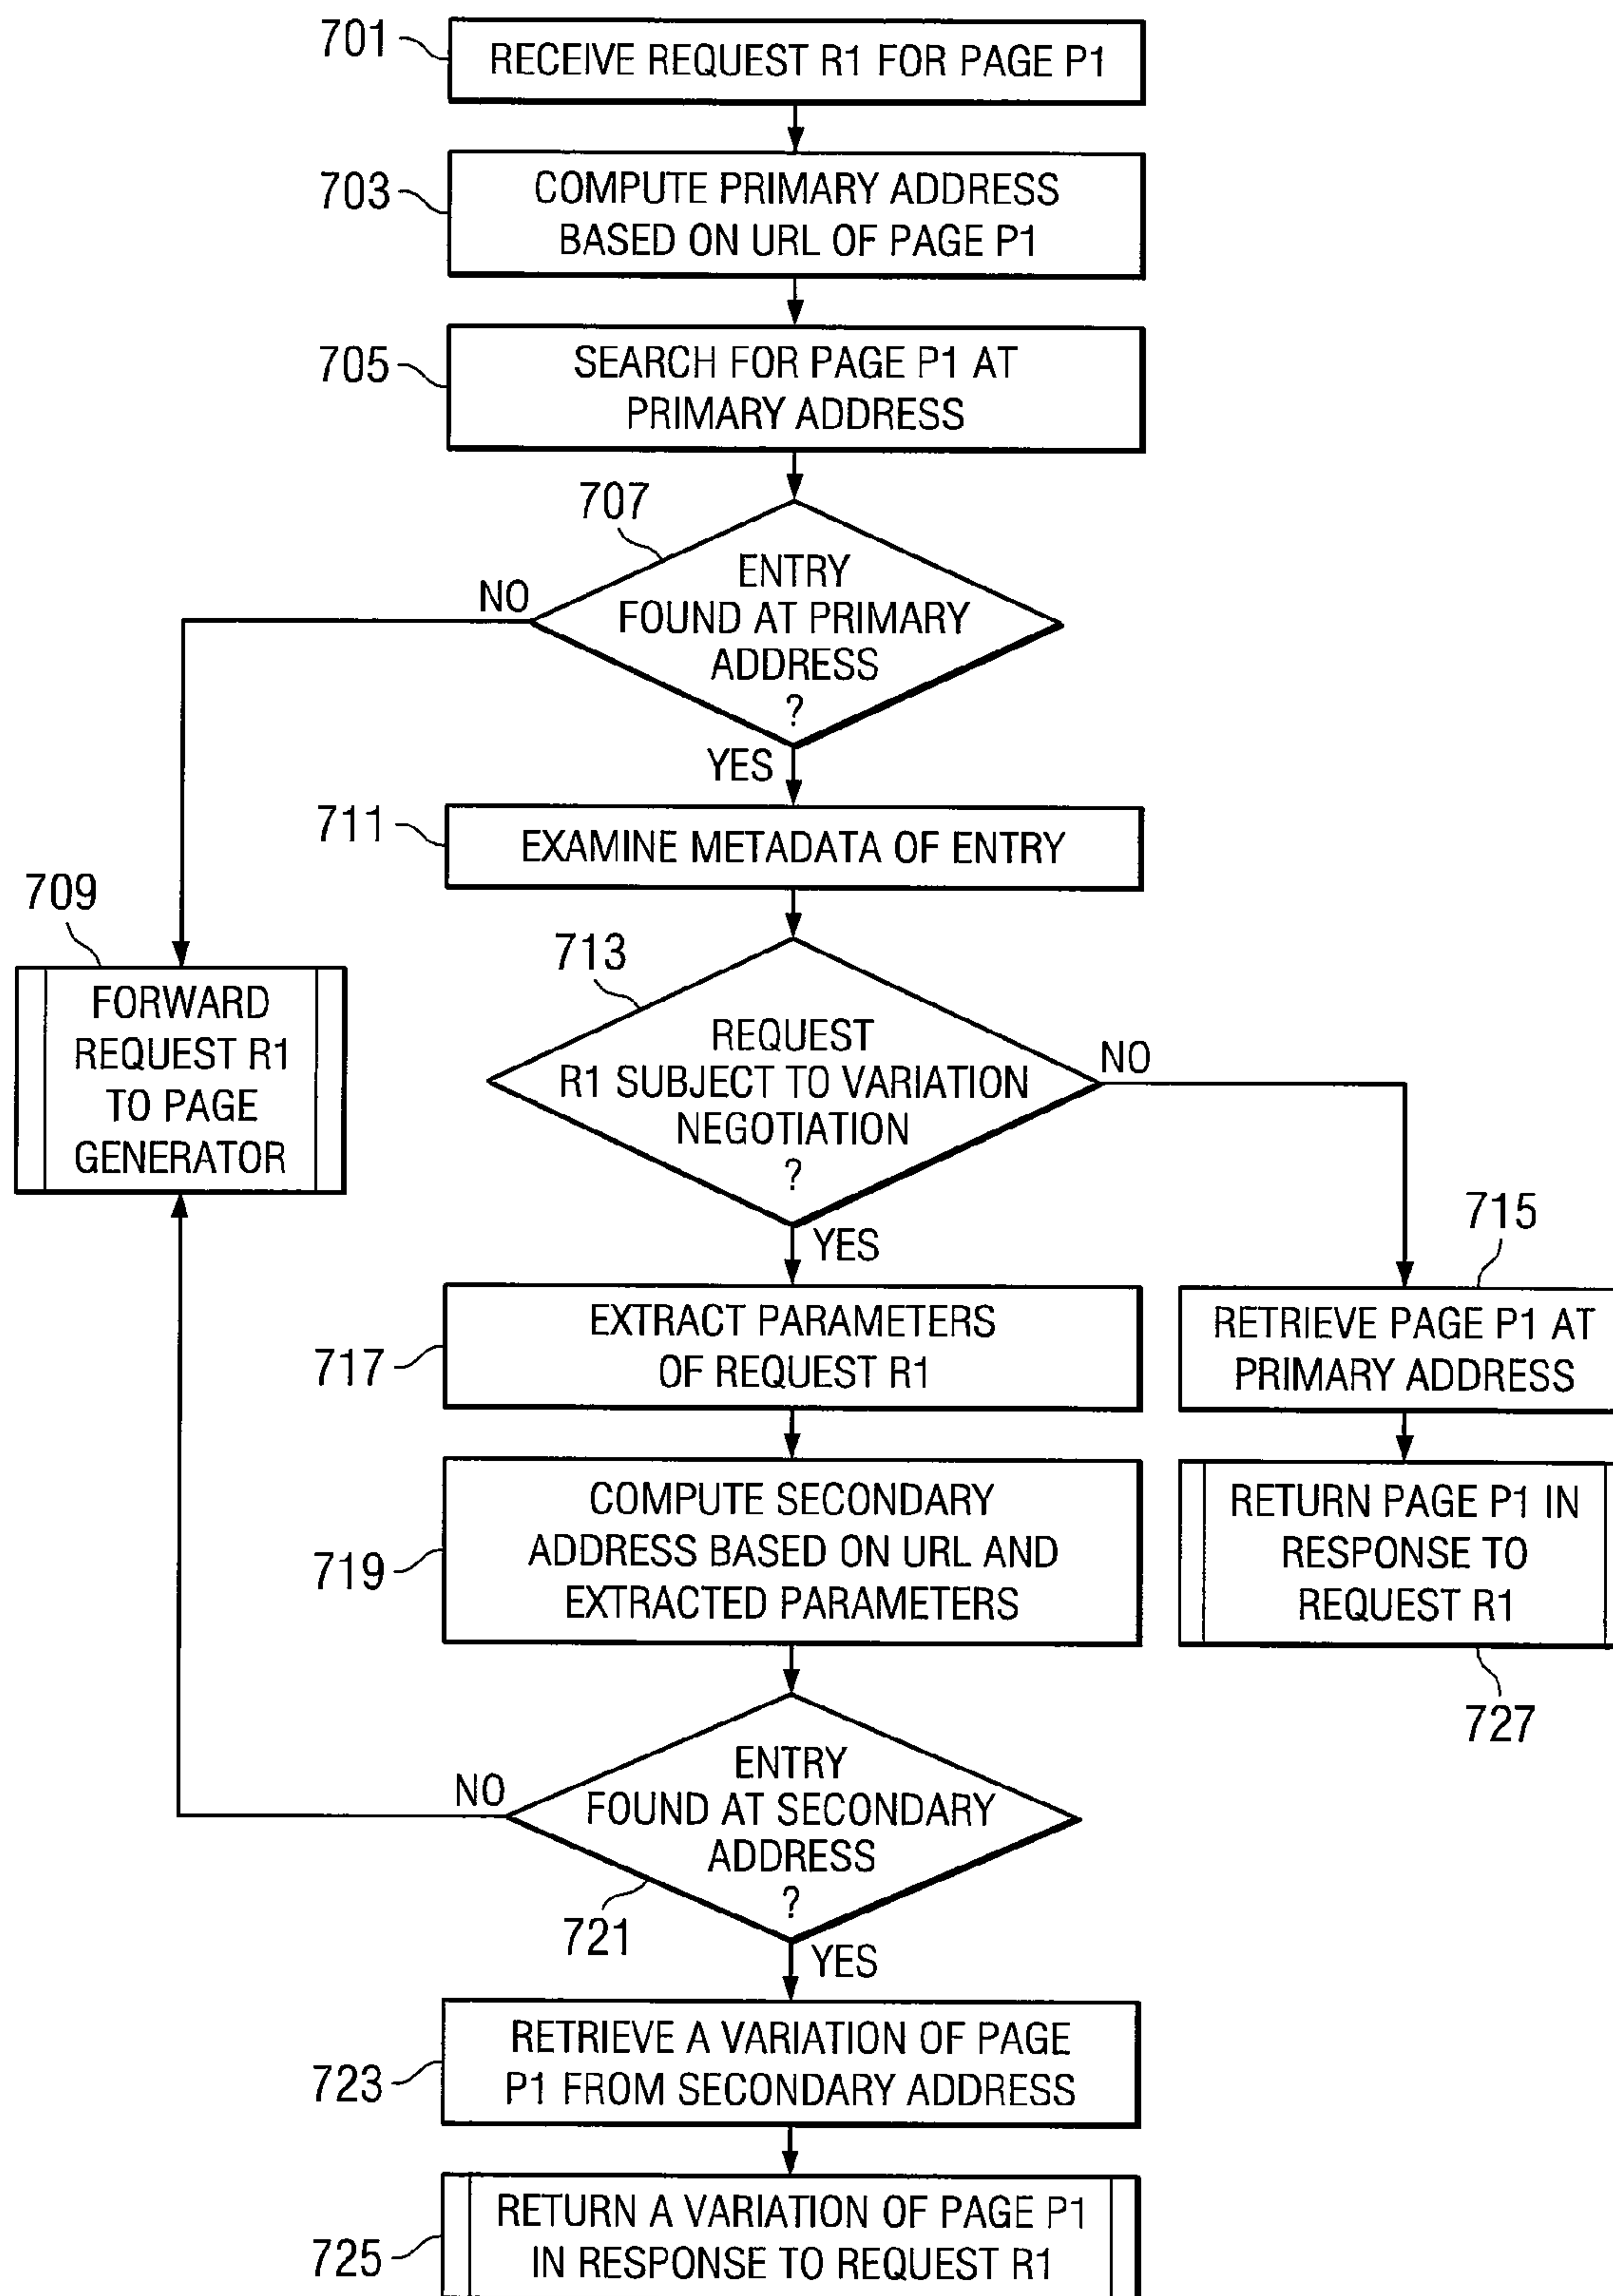 701
RECEIVE REQUEST R1 FOR PAGE P1
703
COMPUTE PRIMARY ADDRESS
BASED ON URL OF PAGE P1
705
SEARCH FOR PAGE P1 AT
PRIMARY ADDRESS
707
ENTRY
FOUND AT PRIMARY
ADDRESS
?
NO
YES
711
EXAMINE METADATA OF ENTRY
709
FORWARD
REQUEST R1
TO PAGE
GENERATOR
713
REQUEST
R1 SUBJECT TO VARIATION
NEGOTIATION
?
NO
YES
715
RETRIEVE PAGE P1 AT
PRIMARY ADDRESS
717
EXTRACT PARAMETERS
OF REQUEST R1
719
COMPUTE SECONDARY
ADDRESS BASED ON URL AND
EXTRACTED PARAMETERS
RETURN PAGE P1 IN
RESPONSE TO
REQUEST R1
727
ENTRY
FOUND AT SECONDARY
ADDRESS
?
NO
721
YES
723
RETRIEVE A VARIATION OF PAGE
P1 FROM SECONDARY ADDRESS
725
RETURN A VARIATION OF PAGE P1
IN RESPONSE TO REQUEST R1